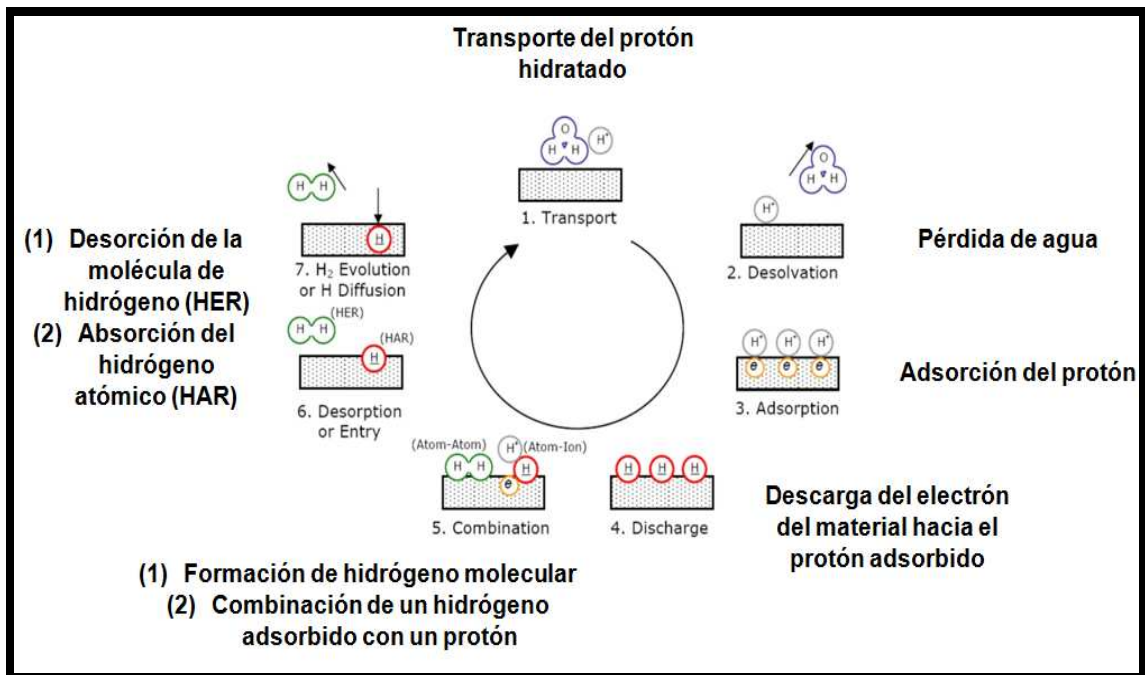 Transporte del protón
hidratado
O
H H H⁺
1. Transport
O
H H
H⁺
2. Desolvation
Pérdida de agua
H⁺ H⁺ H⁺
e e e
3. Adsorption
Adsorción del protón
H H H
4. Discharge
Descarga del electrón
del material hacia el
protón adsorbido
(Atom-Atom) H⁺ (Atom-Ion)
H H H
e
5. Combination
(1) Formación de hidrógeno molecular
(2) Combinación de un hidrógeno
adsorbido con un protón
(HER)
H H (HAR)
H
6. Desorption
or Entry
H H
H
7. H₂ Evolution
or H Diffusion
(1) Desorción de la
molécula de
hidrógeno (HER)
(2) Absorción del
hidrógeno
atómico (HAR)